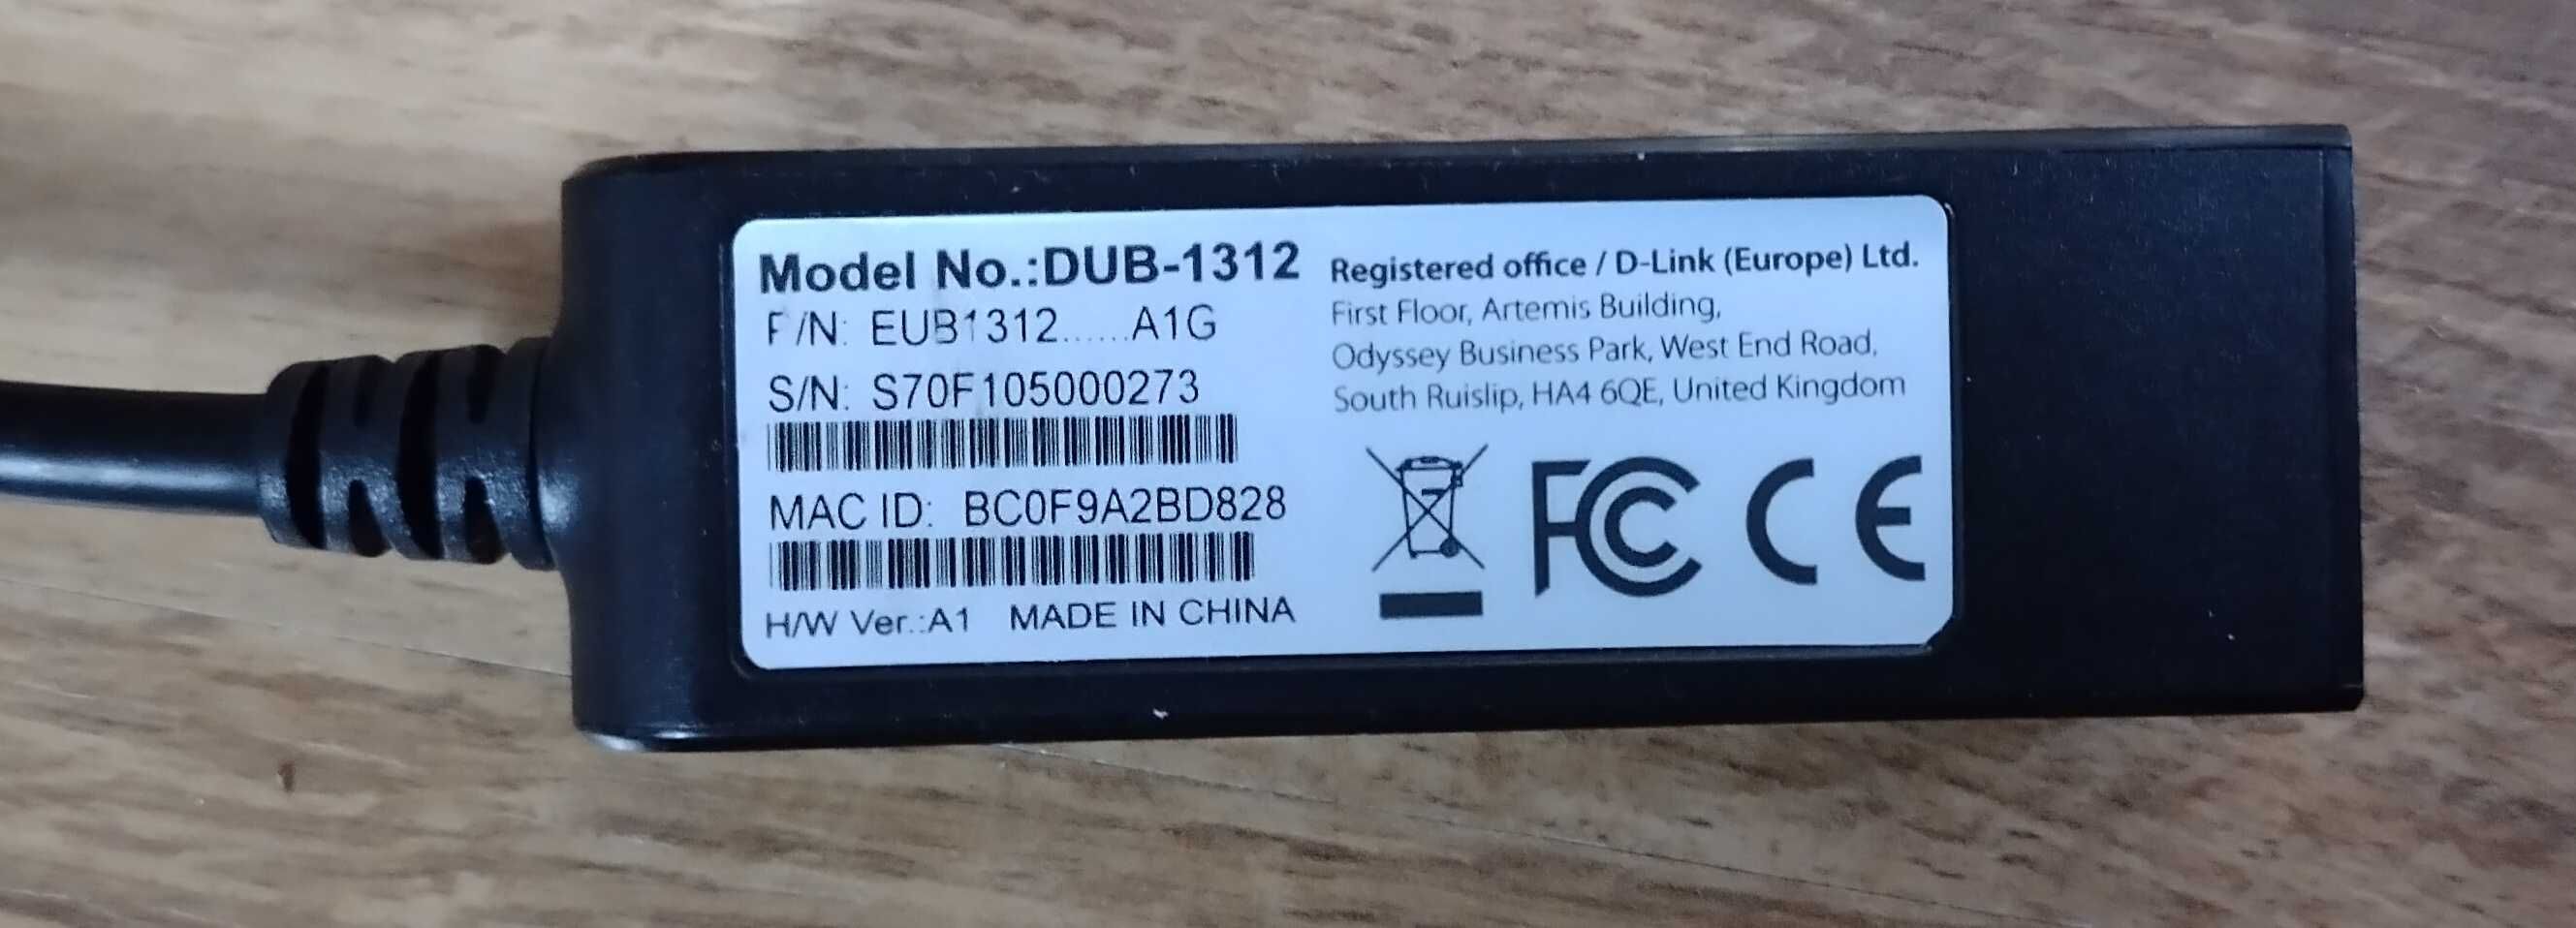 Model No.:DUB-1312
P/N: EUB1312......A1G
S/N: S70F105000273
MAC ID: BC0F9A2BD828
H/W Ver.:A1 MADE IN CHINA
Registered office / D-Link (Europe) Ltd.
First Floor, Artemis Building,
Odyssey Business Park, West End Road,
South Ruislip, HA4 6QE, United Kingdom
FC CE